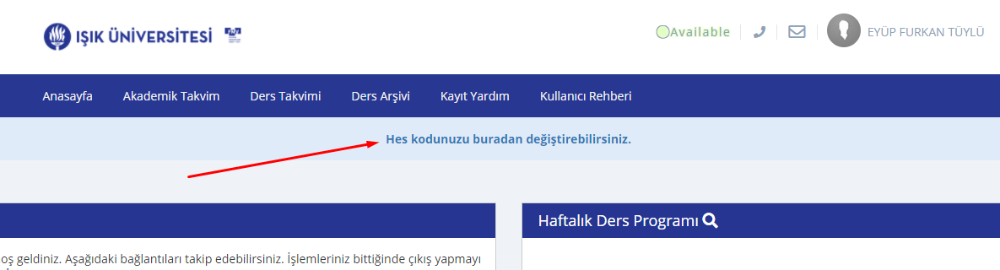 IŞIK ÜNİVERSİTESİ
Available
EYÜP FURKAN TÜYLÜ
Anasayfa Akademik Takvim Ders Takvimi Ders Arşivi Kayıt Yardım Kullanıcı Rehberi
Hes kodunuzu buradan değiştirebilirsiniz.
Haftalık Ders Programı
oş geldiniz. Aşağıdaki bağlantıları takip edebilirsiniz. İşlemleriniz bittiğinde çıkış yapmayı